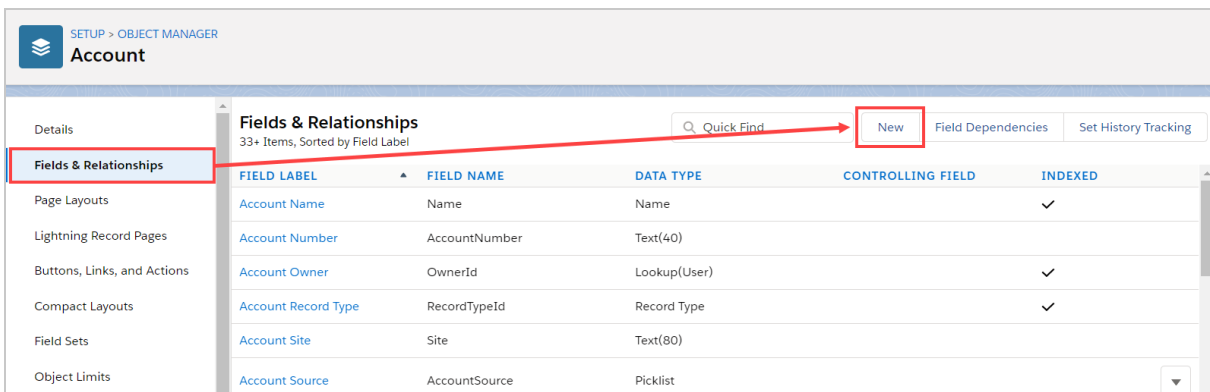 SETUP > OBJECT MANAGER
Account
Details
Fields & Relationships
Page Layouts
Lightning Record Pages
Buttons, Links, and Actions
Compact Layouts
Field Sets
Object Limits
Fields & Relationships
33+ Items, Sorted by Field Label
Quick Find
New Field Dependencies Set History Tracking
FIELD LABEL FIELD NAME DATA TYPE CONTROLLING FIELD INDEXED
Account Name Name Name
Account Number AccountNumber Text(40)
Account Owner OwnerId Lookup(User)
Account Record Type RecordTypeId Record Type
Account Site Site Text(80)
Account Source AccountSource Picklist